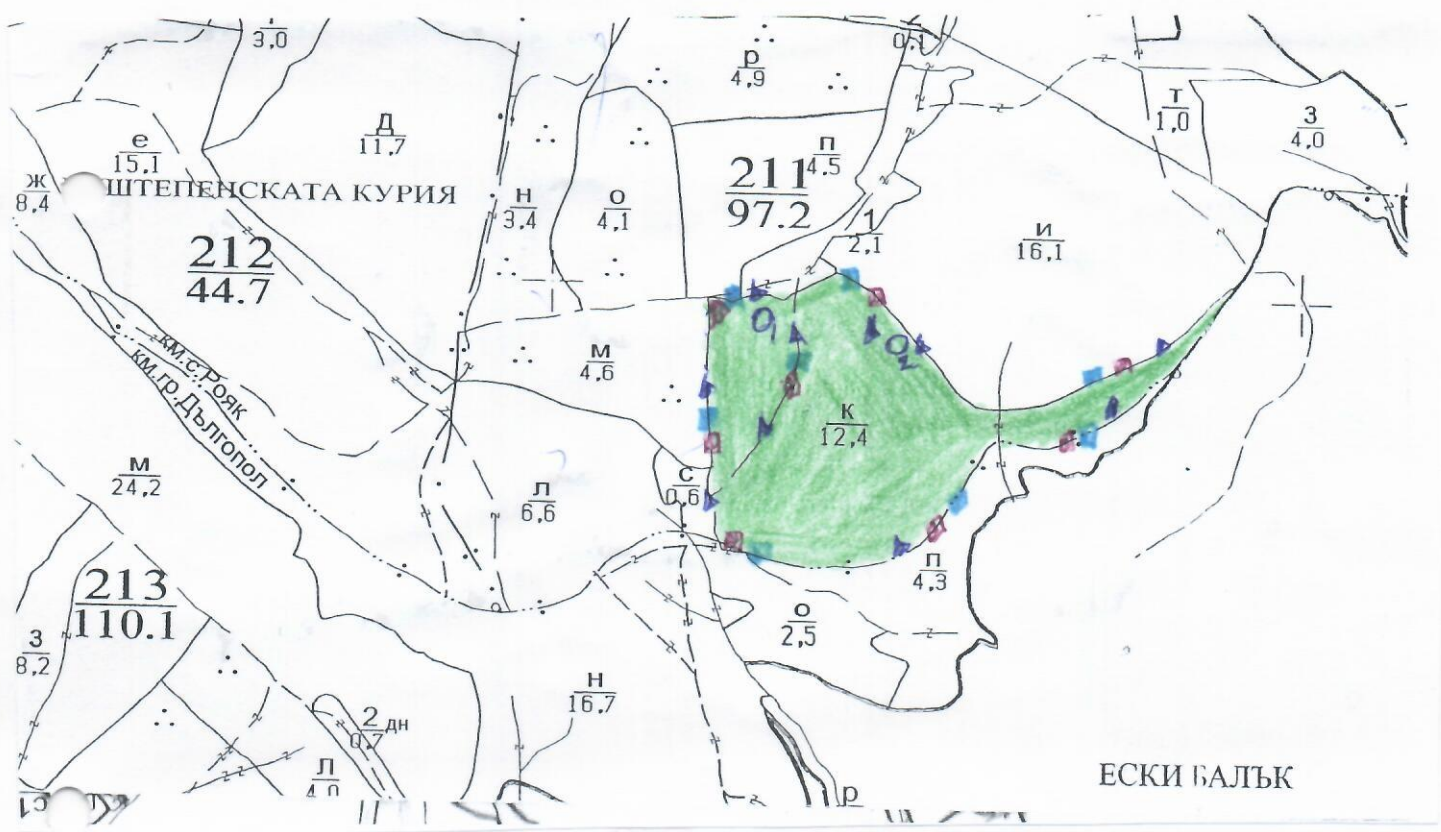 3,0
0,1
р
4,9
Д
11,7
е
15,1
Т
1,0
З
4,0
ж
8,4
ШТЕПЕНСКАТА КУРИЯ
н
3,4
о
4,1
211
97.2
п
4,5
1
2,1
и
16,1
212
44.7
О1
О2
км.с.Рояк
км.гр.Дългопол
м
4,6
к
12,4
м
24,2
л
6,6
с
0,6
п
4,3
213
110.1
о
2,5
З
8,2
н
16,7
2 дн
0,7
л
р
ЕСКИ БАЛЪК